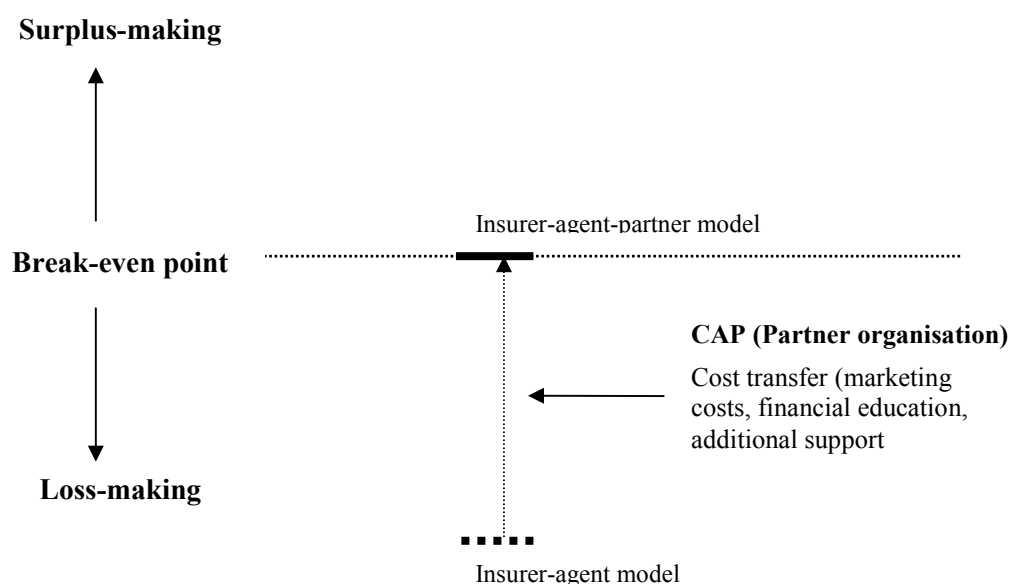 Surplus-making
Insurer-agent-partner model
Break-even point
CAP (Partner organisation)
Cost transfer (marketing
costs, financial education,
additional support
Loss-making
Insurer-agent model